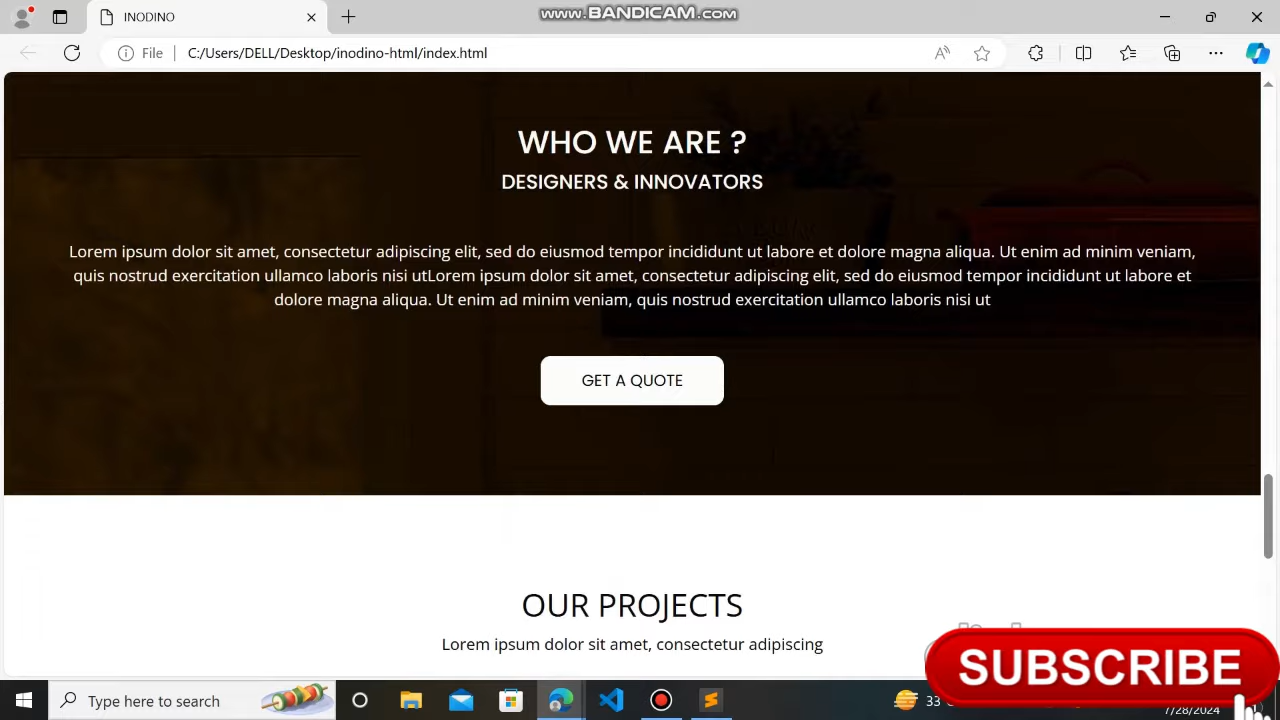 INODINO
www.BANDICAM.com
File
C:/Users/DELL/Desktop/inodino-html/index.html
WHO WE ARE ?
DESIGNERS & INNOVATORS
Lorem ipsum dolor sit amet, consectetur adipiscing elit, sed do eiusmod tempor incididunt ut labore et dolore magna aliqua. Ut enim ad minim veniam,
quis nostrud exercitation ullamco laboris nisi utLorem ipsum dolor sit amet, consectetur adipiscing elit, sed do eiusmod tempor incididunt ut labore et
dolore magna aliqua. Ut enim ad minim veniam, quis nostrud exercitation ullamco laboris nisi ut
GET A QUOTE
OUR PROJECTS
Lorem ipsum dolor sit amet, consectetur adipiscing
SUBSCRIBE
Type here to search
33
7/28/2024